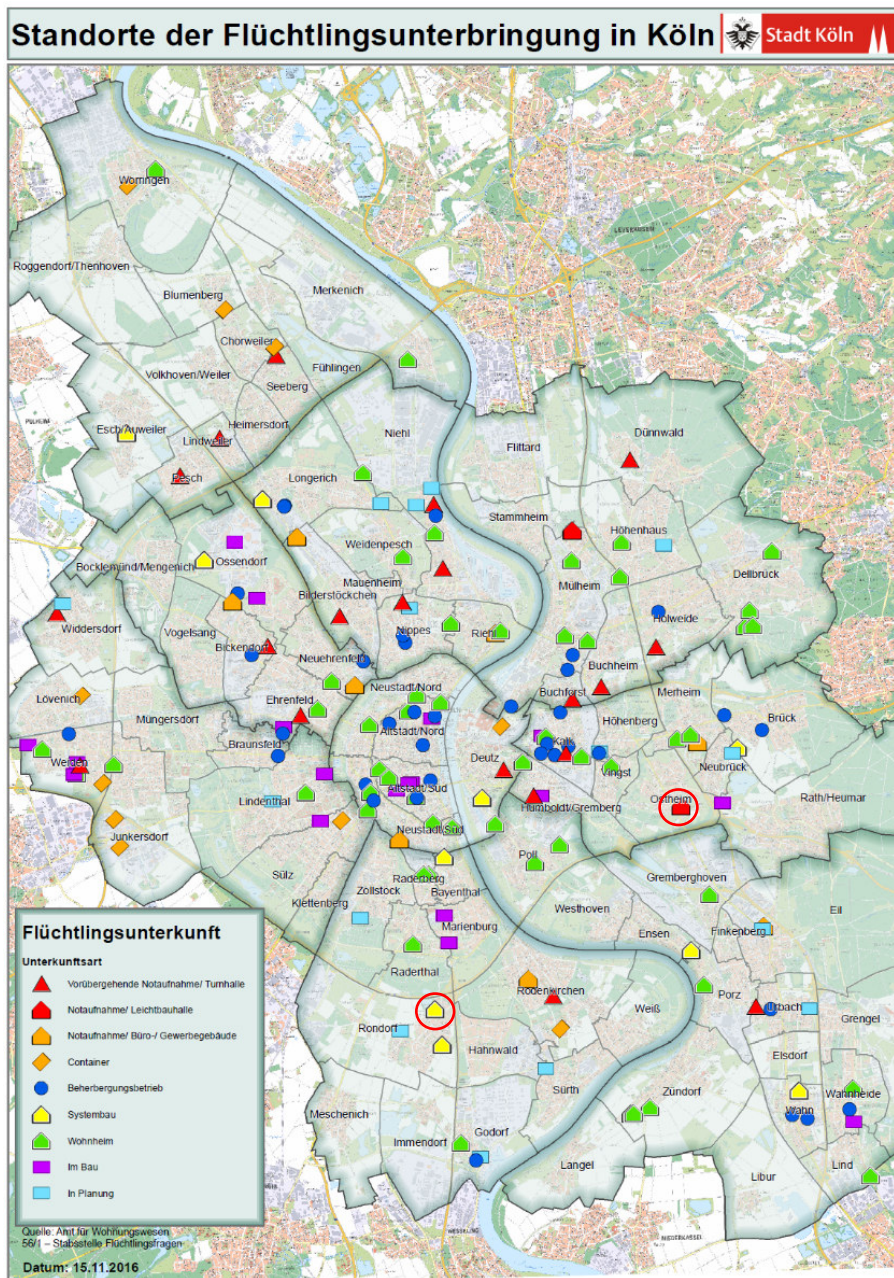 Standorte der Flüchtlingsunterbringung in Köln
Stadt Köln
Worringen
Roggendorf/Thenhoven
Blumenberg
Merkenich
LEVERKUSEN
Chorweiler
Fühlingen
Volkhoven/Weiler
Seeberg
Esch/Auweiler
Heimersdorf
Lindweiler
Niehl
Dünnwald
Flittard
Pesch
Longerich
Stammheim
Höhenhaus
Weidenpesch
Bocklemünd/Mengenich
Ossendorf
Mauenheim
Mülheim
Dellbrück
Bilderstöckchen
Widdersdorf
Vogelsang
Nippes
Riehl
Holweide
Bickendorf
Neuehrenfeld
Buchheim
Lövenich
Müngersdorf
Ehrenfeld
Neustadt/Nord
Buchforst
Merheim
Altstadt/Nord
Höhenberg
Brück
Braunsfeld
Kalk
Weiden
Deutz
Vingst
Neubrück
Lindenthal
Altstadt/Süd
Ostheim
Rath/Heumar
Humboldt/Gremberg
Junkersdorf
Neustadt/Süd
Sülz
Raderberg
Poll
Klettenberg
Zollstock
Bayenthal
Gremberghoven
Marienburg
Westhoven
Eil
Ensen
Finkenberg
Raderthal
Rodenkirchen
Weiß
Porz
Urbach
Rondorf
Grengel
Hahnwald
Elsdorf
Sürth
Zündorf
Wahn
Wahnheide
Meschenich
Immendorf
Godorf
Langel
Libur
Lind
WESSELING
NIEDERKASSEL
Flüchtlingsunterkunft
Unterkunftsart
Vorübergehende Notaufnahme/ Turnhalle
Notaufnahme/ Leichtbauhalle
Notaufnahme/ Büro-/ Gewerbegebäude
Container
Beherbergungsbetrieb
Systembau
Wohnheim
Im Bau
In Planung
Quelle: Amt für Wohnungswesen
56/1 – Stabsstelle Flüchtlingsfragen
Datum: 15.11.2016